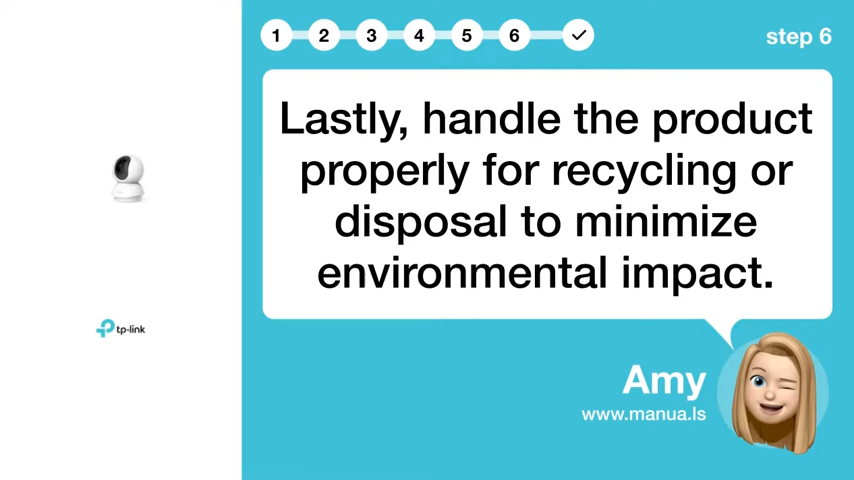 1 2 3 4 5 6
step 6
Lastly, handle the product
properly for recycling or
disposal to minimize
environmental impact.
tp-link
Amy
www.manua.ls